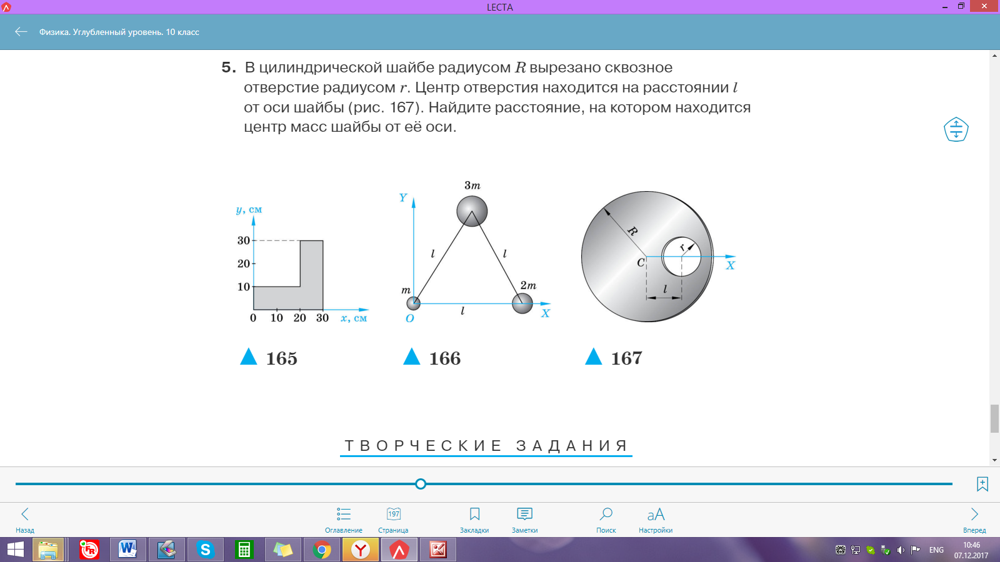 LECTA
Физика. Углубленный уровень. 10 класс
5. В цилиндрической шайбе радиусом R вырезано сквозное
отверстие радиусом r. Центр отверстия находится на расстоянии l
от оси шайбы (рис. 167). Найдите расстояние, на котором находится
центр масс шайбы от её оси.
y, см
30
20
10
0 10 20 30 x, см
3m
Y
l l
m 2m
l
O X
R
r
C X
l
165 166 167
ТВОРЧЕСКИЕ ЗАДАНИЯ
197 aA
Назад Оглавление Страница Закладки Заметки Поиск Настройки Вперед
ENG 10:46
07.12.2017